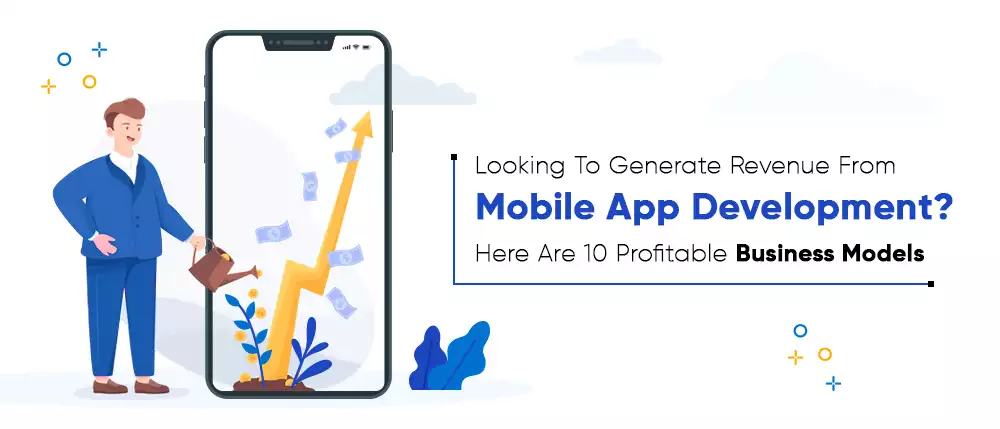 Looking To Generate Revenue From
Mobile App Development?
Here Are 10 Profitable Business Models